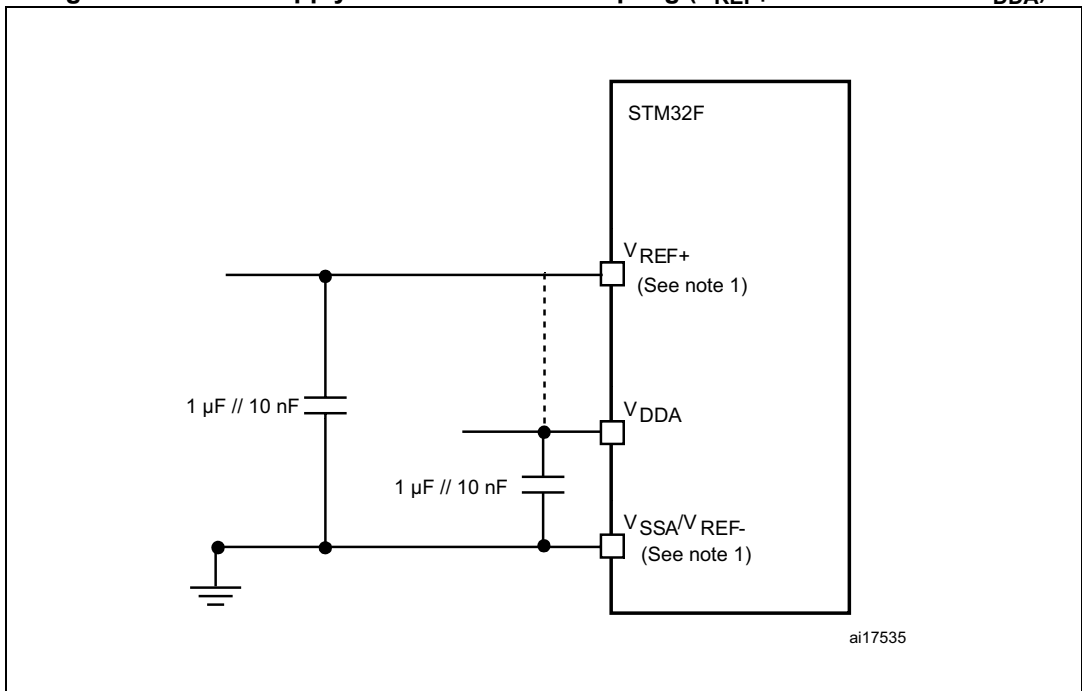 STM32F
VREF+
(See note 1)
1 µF // 10 nF
VDDA
1 µF // 10 nF
VSSA/VREF-
(See note 1)
ai17535